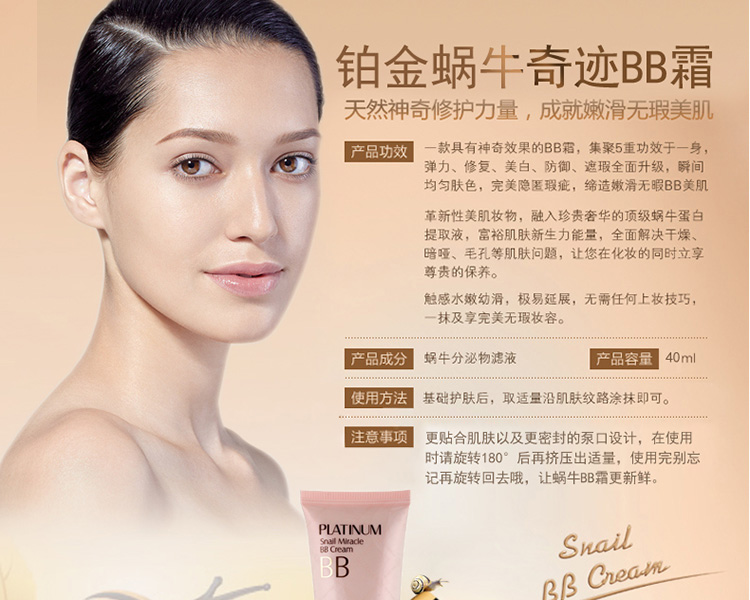 铂金蜗牛奇迹BB霜
天然神奇修护力量，成就嫩滑无瑕美肌
产品功效 一款具有神奇效果的BB霜，集聚5重功效于一身，
弹力、修复、美白、防御、遮瑕全面升级，瞬间
均匀肤色，完美隐匿瑕疵，缔造嫩滑无暇BB美肌
革新性美肌妆物，融入珍贵奢华的顶级蜗牛蛋白
提取液，富裕肌肤新生力能量，全面解决干燥、
暗哑、毛孔等肌肤问题，让您在化妆的同时立享
尊贵的保养。
触感水嫩幼滑，极易延展，无需任何上妆技巧，
一抹及享完美无瑕妆容。
产品成分 蜗牛分泌物滤液 产品容量 40ml
使用方法 基础护肤后，取适量沿肌肤纹路涂抹即可。
注意事项 更贴合肌肤以及更密封的泵口设计，在使用
时请旋转180°后再挤压出适量，使用完别忘
记再旋转回去哦，让蜗牛BB霜更新鲜。
PLATINUM
Snail Miracle
BB Cream
BB
Snail
BB Cream